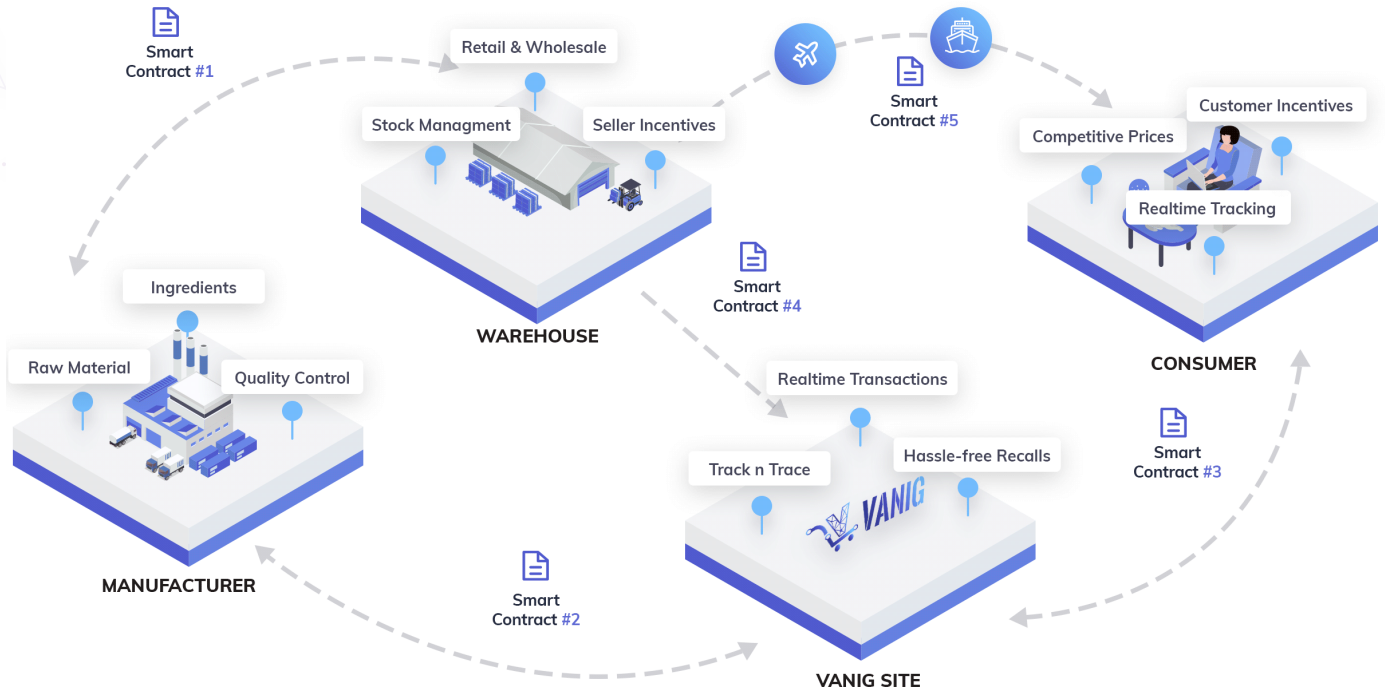 Smart
Contract #1
Retail & Wholesale
Stock Managment
Seller Incentives
WAREHOUSE
Smart
Contract #5
Customer Incentives
Competitive Prices
Realtime Tracking
CONSUMER
Smart
Contract #4
Ingredients
Raw Material
Quality Control
MANUFACTURER
Realtime Transactions
Track n Trace
Hassle-free Recalls
VANIG
VANIG SITE
Smart
Contract #3
Smart
Contract #2